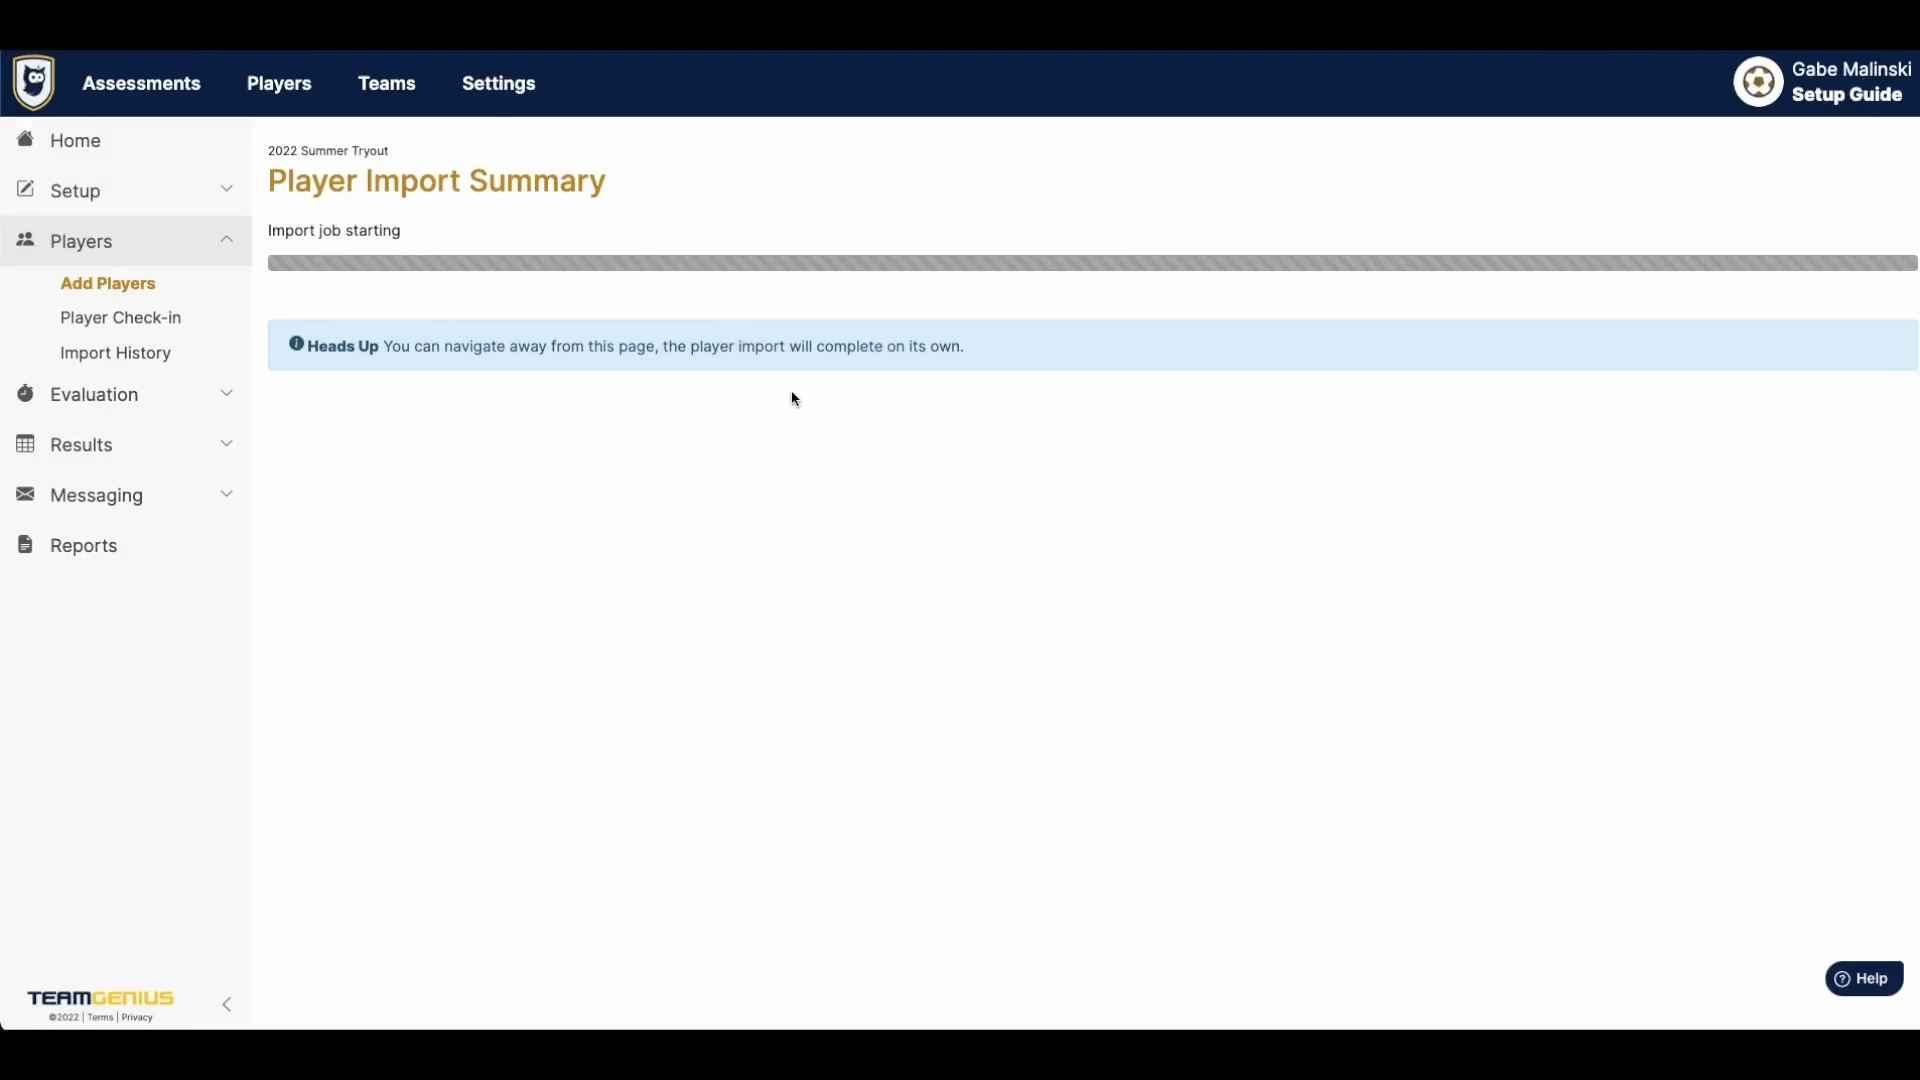 Assessments
Players
Teams
Settings
Gabe Malinski
Setup Guide
Home
Setup
Players
Add Players
Player Check-in
Import History
Evaluation
Results
Messaging
Reports
TEAMGENIUS
©2022 | Terms | Privacy
2022 Summer Tryout
Player Import Summary
Import job starting
Heads Up You can navigate away from this page, the player import will complete on its own.
Help